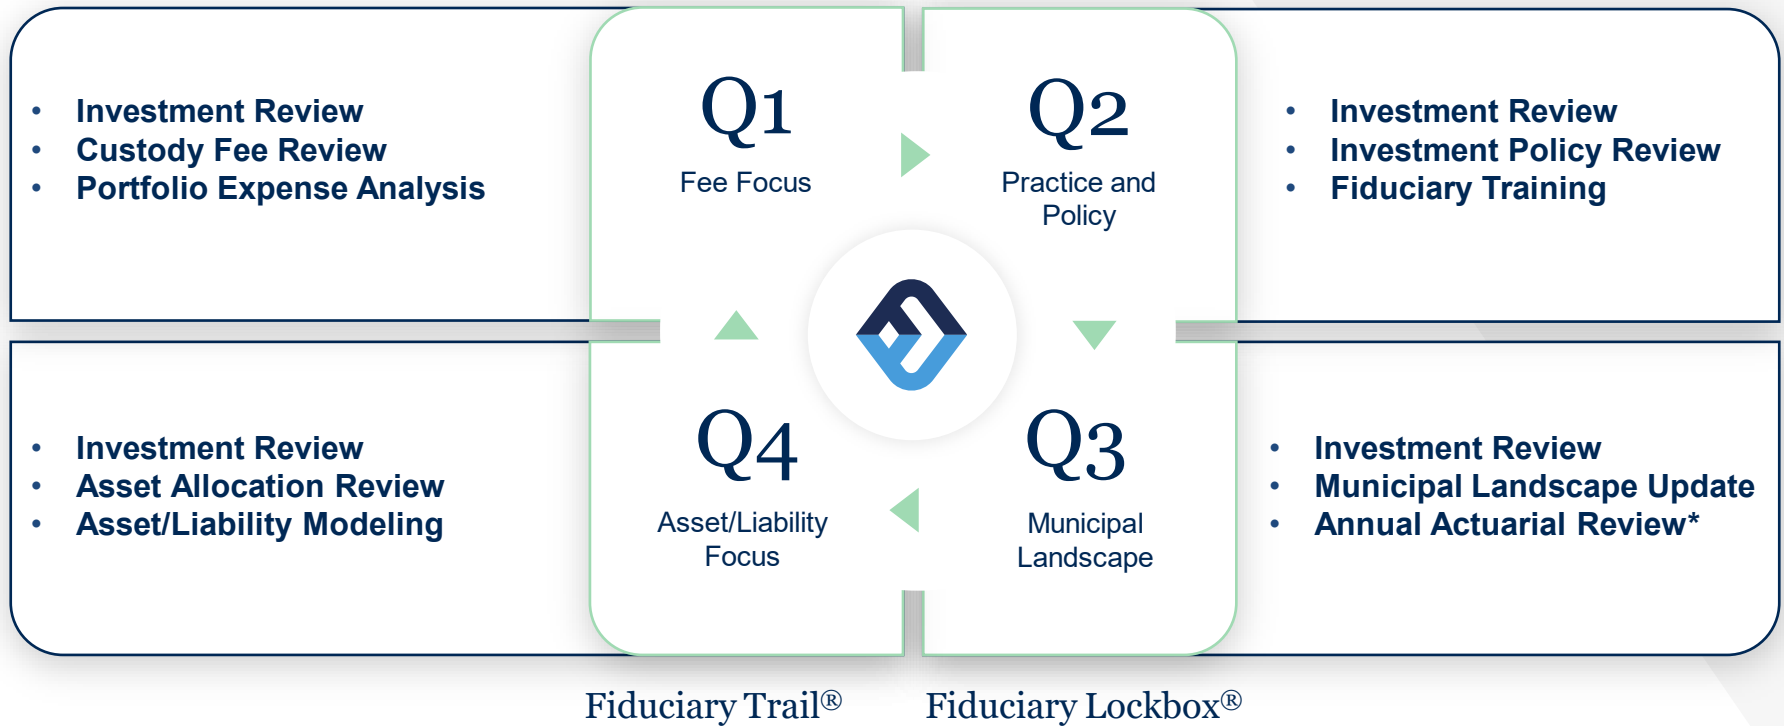 • Investment Review
• Custody Fee Review
• Portfolio Expense Analysis
Q1
Fee Focus
Q2
Practice and
Policy
• Investment Review
• Investment Policy Review
• Fiduciary Training
• Investment Review
• Asset Allocation Review
• Asset/Liability Modeling
Q4
Asset/Liability
Focus
Q3
Municipal
Landscape
• Investment Review
• Municipal Landscape Update
• Annual Actuarial Review*
Fiduciary Trail®
Fiduciary Lockbox®